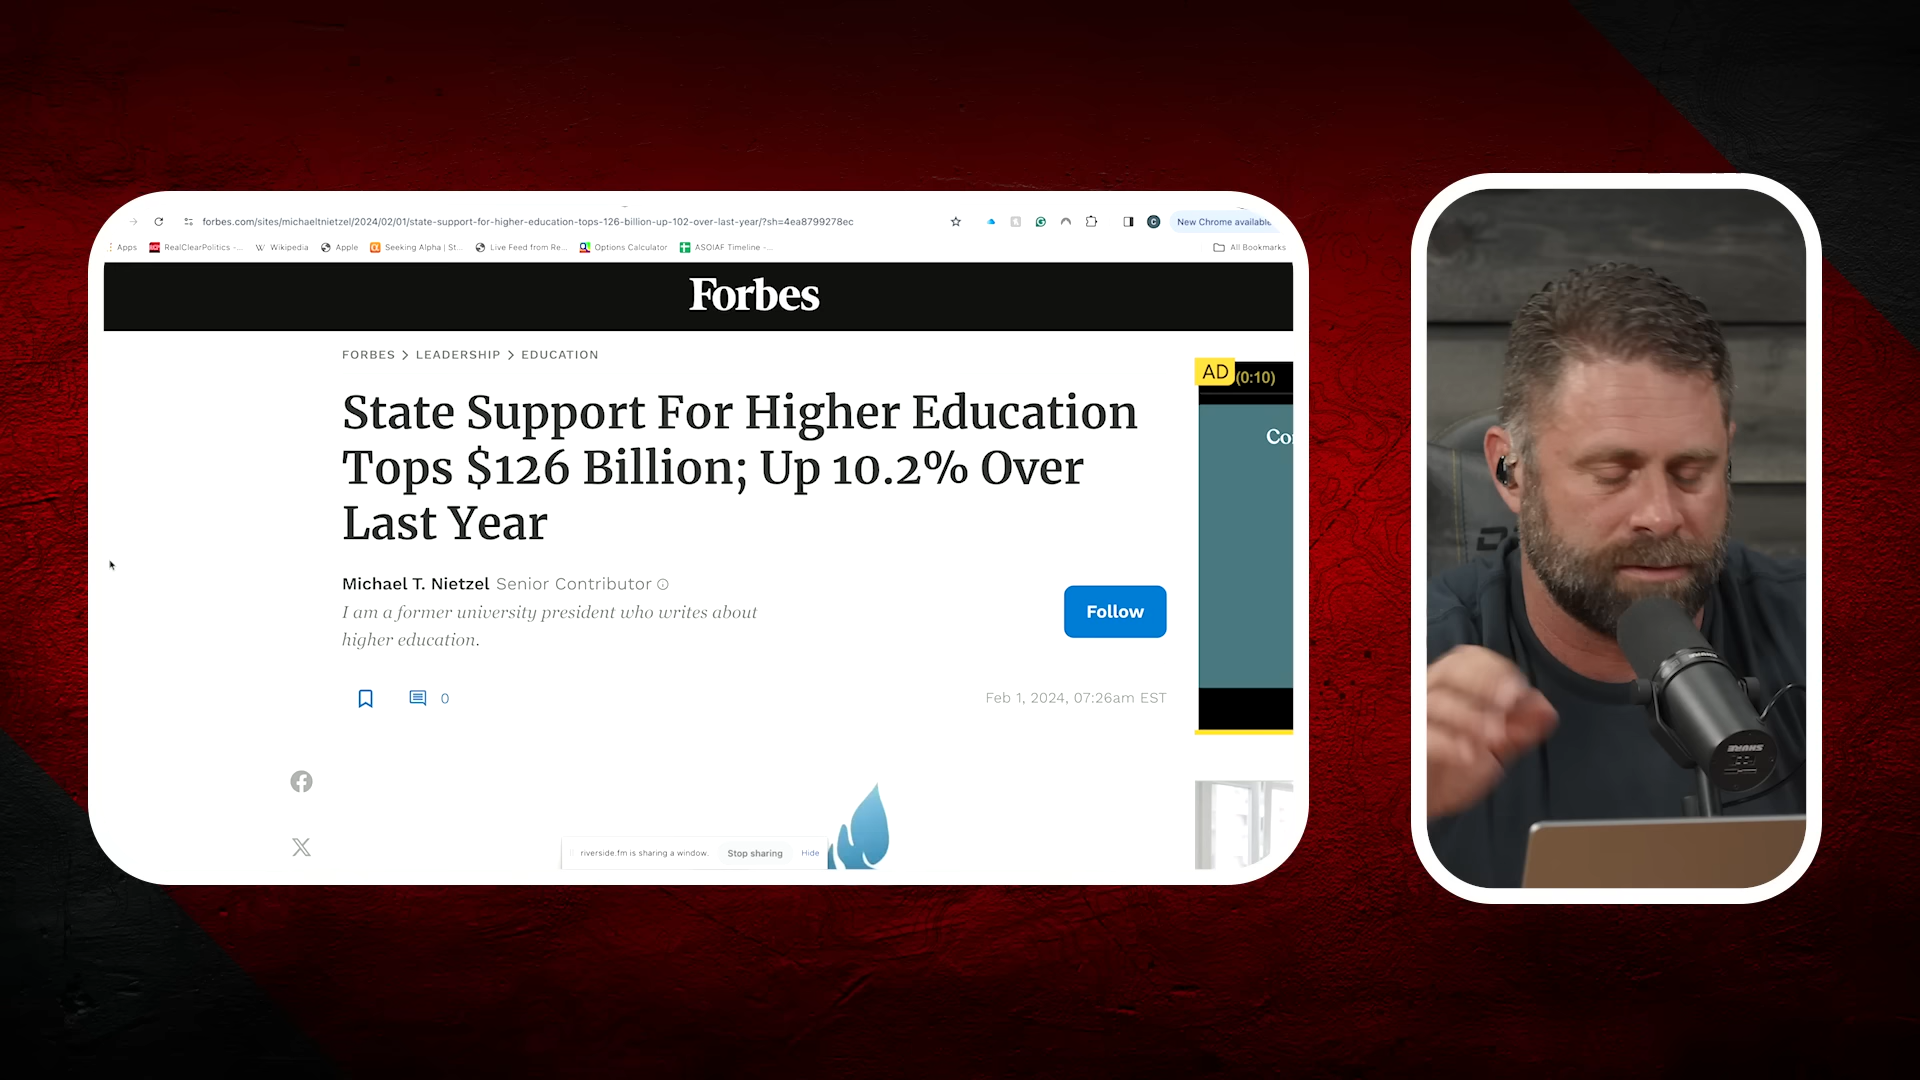 forbes.com/sites/michaeltnietzel/2024/02/01/state-support-for-higher-education-tops-126-billion-up-102-over-last-year/?sh=4ea8799278ec
New Chrome available
Apps RealClearPolitics -... Wikipedia Apple Seeking Alpha | St... Live Feed from Re... Options Calculator ASOIAF Timeline -... All Bookmarks
Forbes
FORBES > LEADERSHIP > EDUCATION
State Support For Higher Education
Tops $126 Billion; Up 10.2% Over
Last Year
AD (0:10)
Michael T. Nietzel Senior Contributor
I am a former university president who writes about
higher education.
Follow
0
Feb 1, 2024, 07:26am EST
riverside.fm is sharing a window. Stop sharing Hide
SHURE